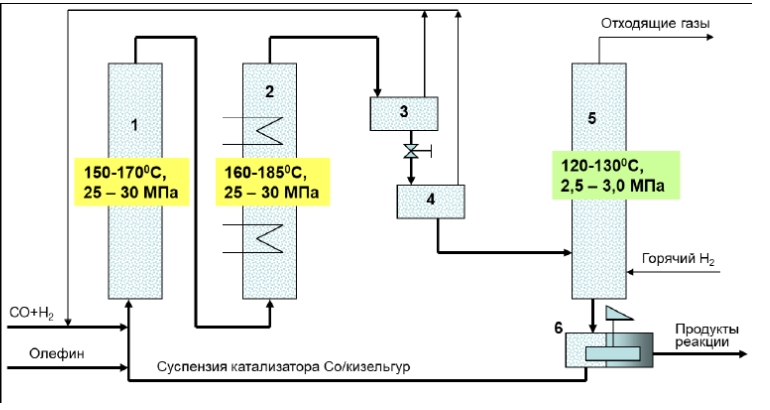 Отходящие газы
1
2
3
4
5
150-170⁰С,
25 – 30 МПа
160-185⁰С,
25 – 30 МПа
120-130⁰С,
2,5 – 3,0 МПа
Горячий Н₂
СО+Н₂
Олефин
Суспензия катализатора Со/кизельгур
6
Продукты
реакции